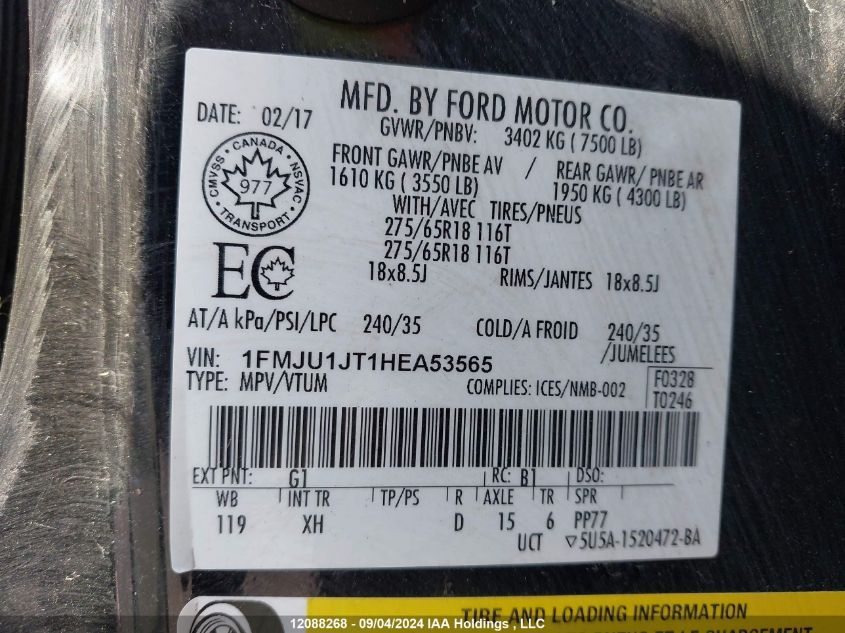 MFD. BY FORD MOTOR CO.
DATE: 02/17
GVWR/PNBV: 3402 KG ( 7500 LB)
FRONT GAWR/PNBE AV / REAR GAWR/ PNBE AR
1610 KG ( 3550 LB) 1950 KG ( 4300 LB)
WITH/AVEC TIRES/PNEUS
275/65R18 116T
275/65R18 116T
18x8.5J RIMS/JANTES 18x8.5J
CMVSS · CANADA · NSVAC
977
TRANSPORT
EC
AT/A kPa/PSI/LPC 240/35 COLD/A FROID 240/35
/JUMELEES
VIN: 1FMJU1JT1HEA53565
TYPE: MPV/VTUM COMPLIES: ICES/NMB-002
F0328
T0246
EXT PNT: G1 RC: B1 DSO:
WB INT TR TP/PS R AXLE TR SPR
119 XH D 15 6 PP77
UCT ▽5U5A-1520472-BA
TIRE AND LOADING INFORMATION
12088268 - 09/04/2024 IAA Holdings , LLC